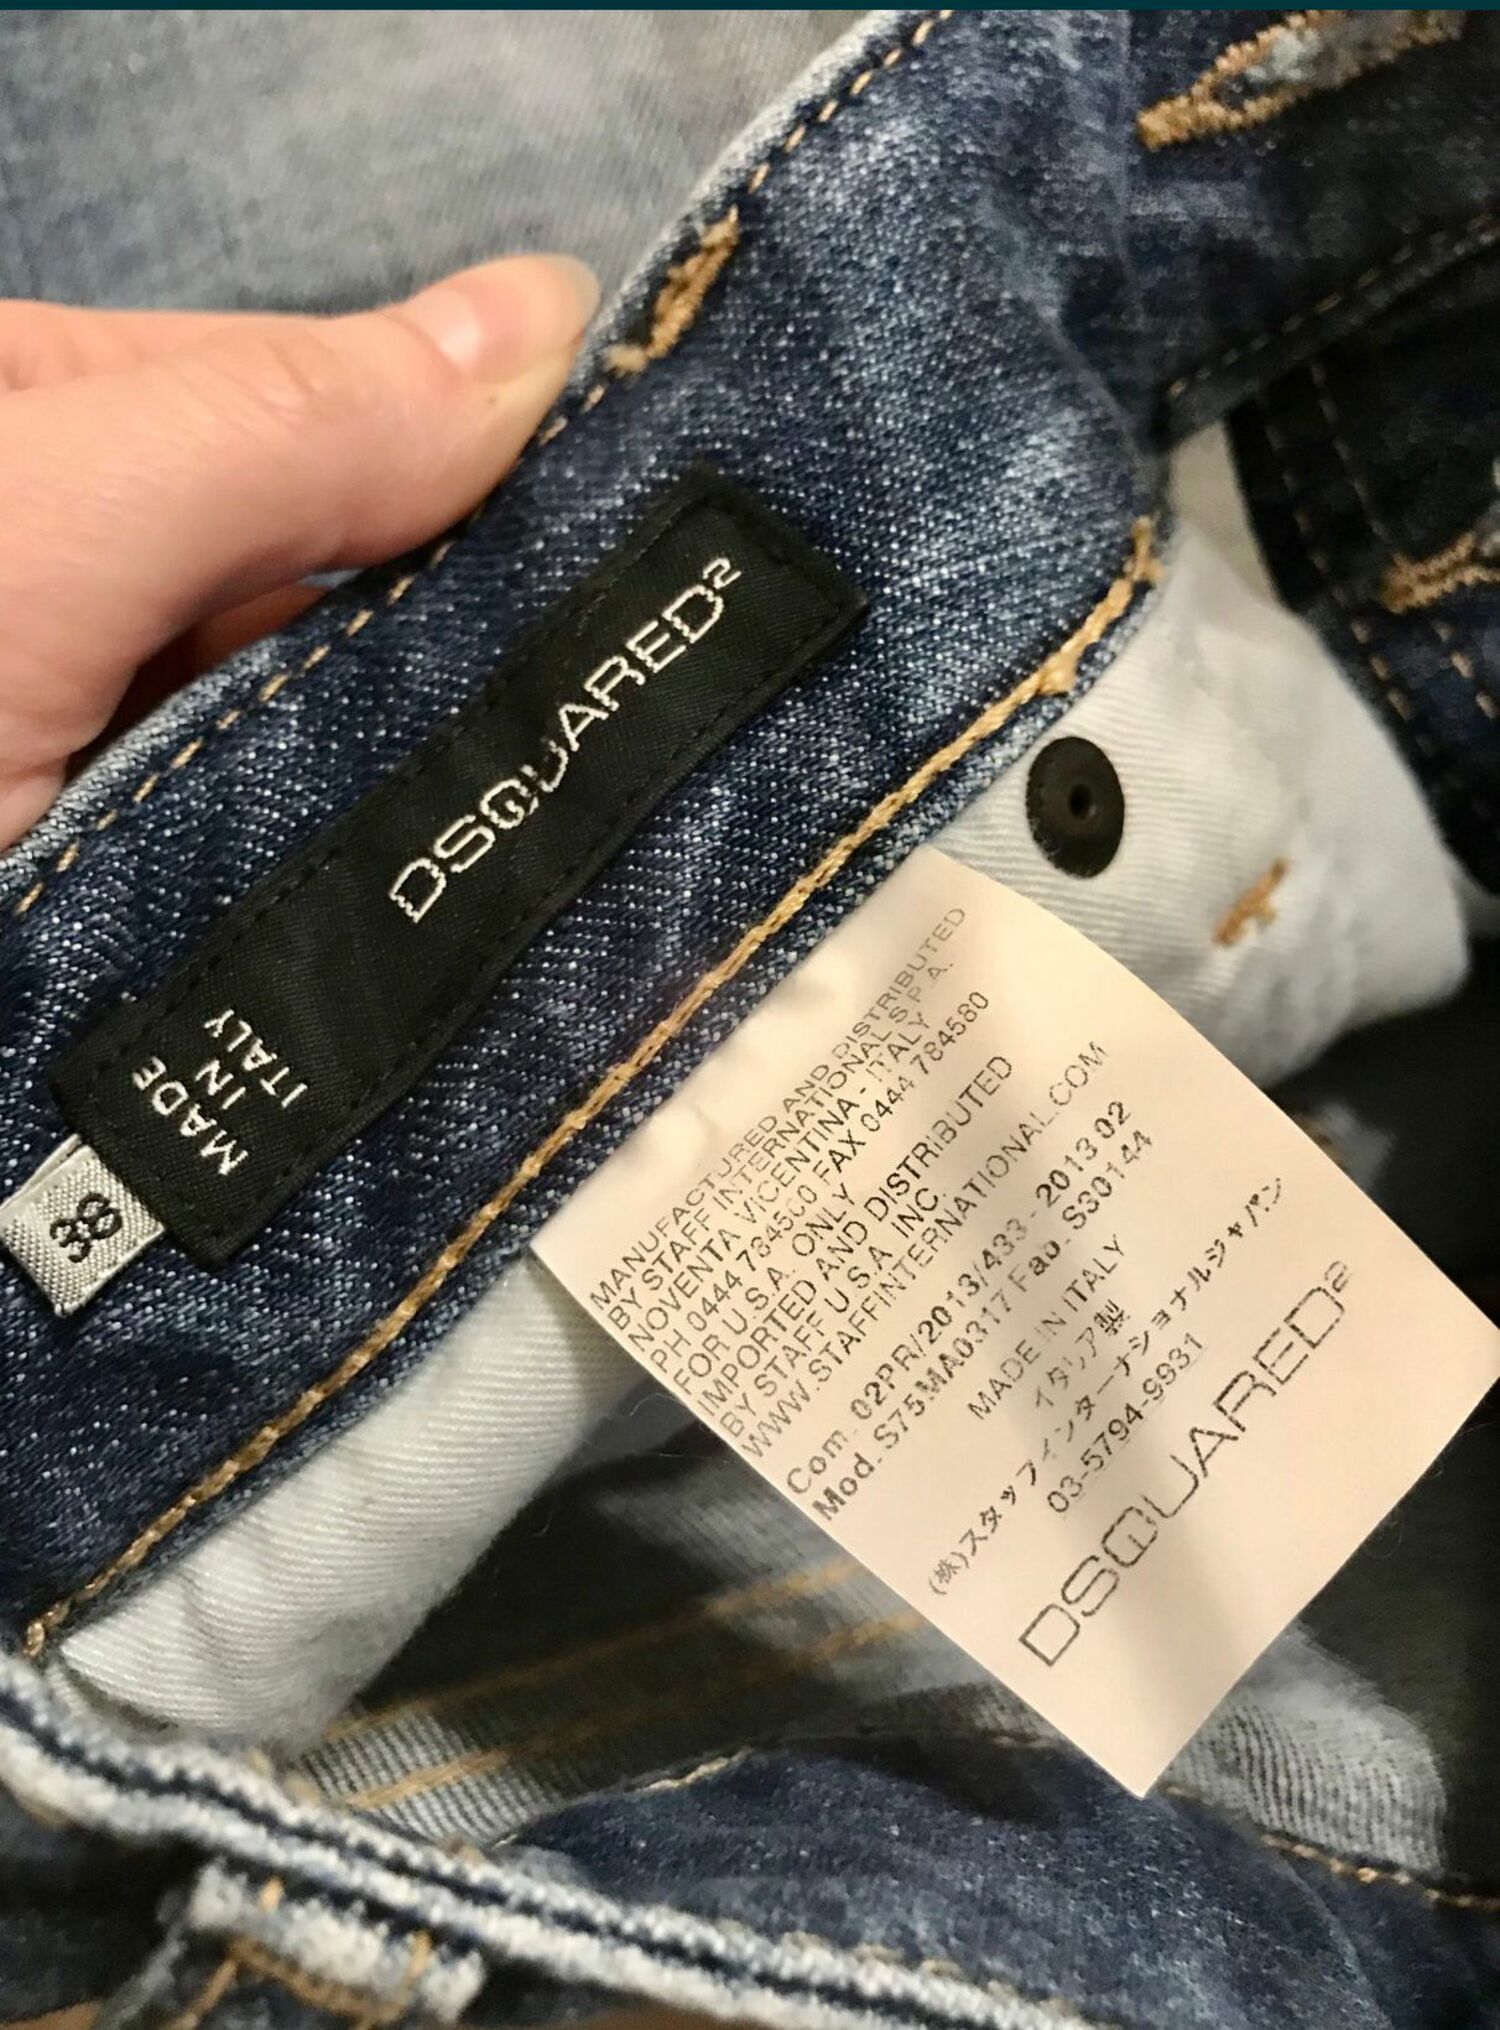 DSQUARED²
MADE
IN
ITALY
38
MANUFACTURED AND DISTRIBUTED
BY STAFF INTERNATIONAL S.P.A.
NOVENTA VICENTINA - ITALY
PH 0444 784500 FAX 0444 784580
FOR U.S.A. ONLY
IMPORTED AND DISTRIBUTED
BY STAFF U.S.A INC.
WWW.STAFFINTERNATIONAL.COM
Com. 02PR/2013/433 - 2013 02
Mod. S75MA0317 Fab. S30144
MADE IN ITALY
イタリア製
(株)スタッフインターナショナルジャパン
03-5794-9931
DSQUARED²